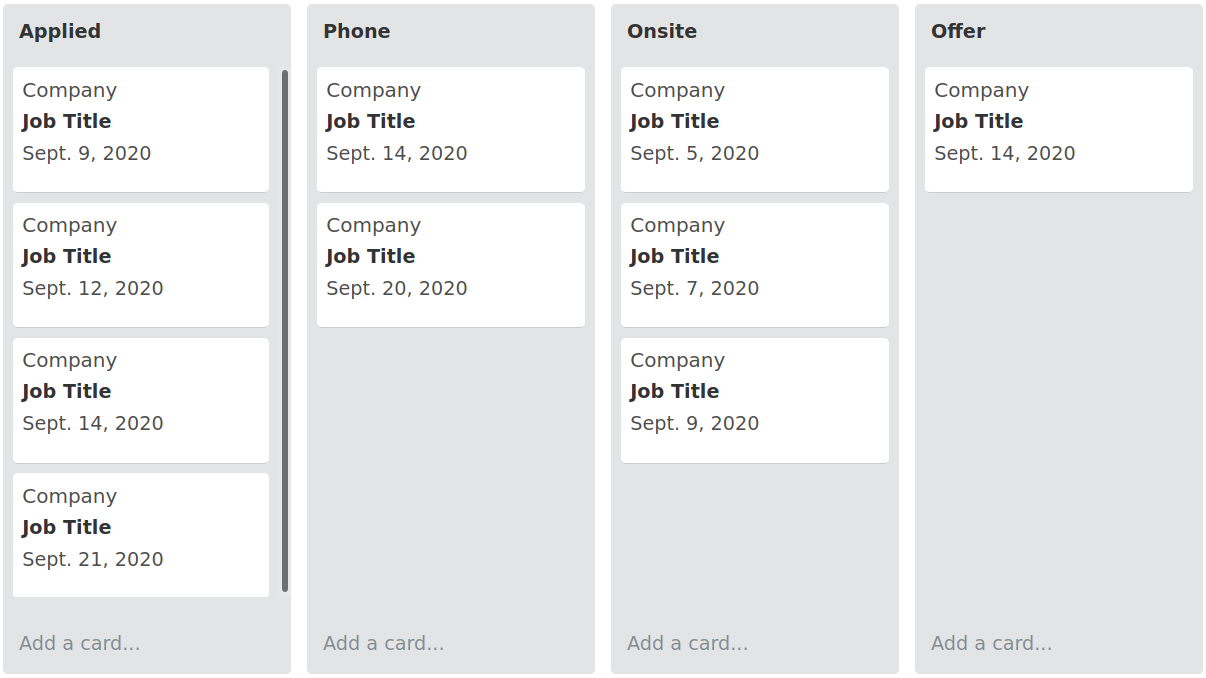 Applied
Company
Job Title
Sept. 9, 2020
Company
Job Title
Sept. 12, 2020
Company
Job Title
Sept. 14, 2020
Company
Job Title
Sept. 21, 2020
Add a card...
Phone
Company
Job Title
Sept. 14, 2020
Company
Job Title
Sept. 20, 2020
Add a card...
Onsite
Company
Job Title
Sept. 5, 2020
Company
Job Title
Sept. 7, 2020
Company
Job Title
Sept. 9, 2020
Add a card...
Offer
Company
Job Title
Sept. 14, 2020
Add a card...